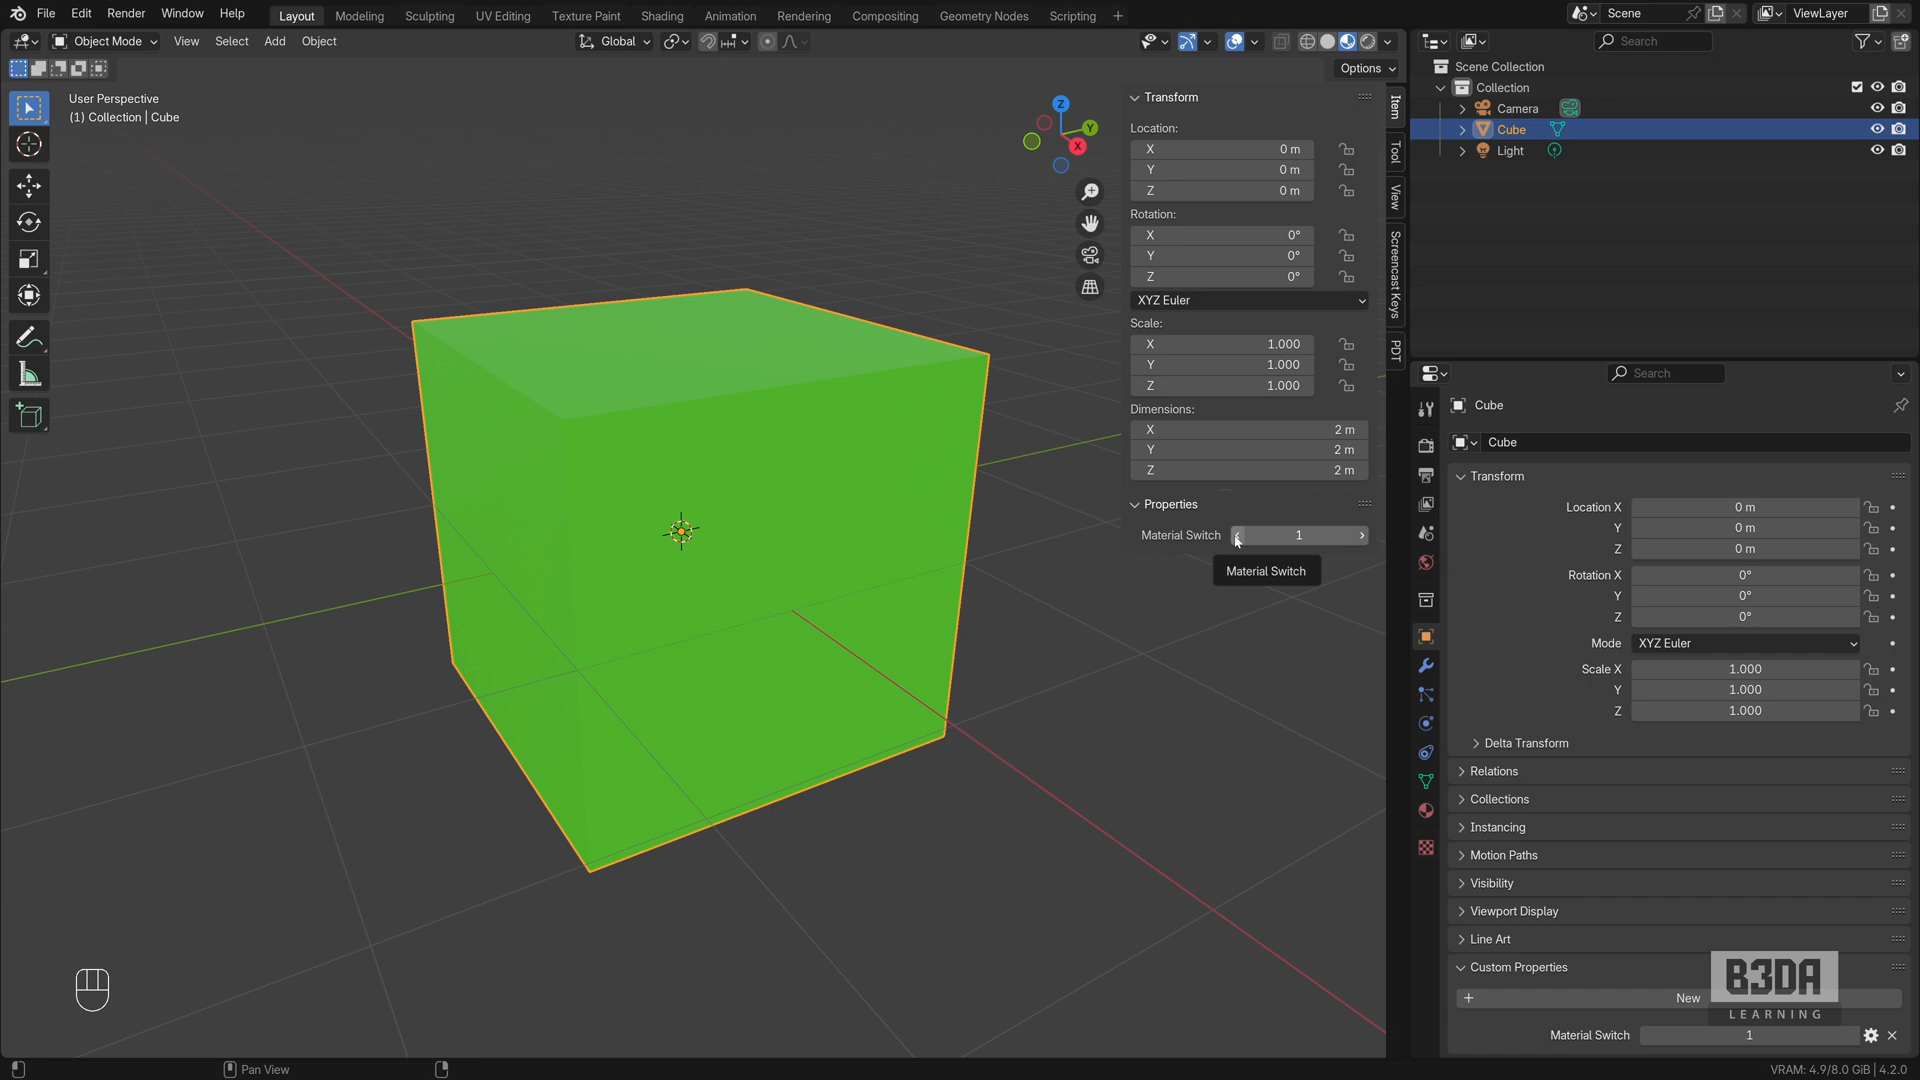 File Edit Render Window Help Layout Modeling Sculpting UV Editing Texture Paint Shading Animation Rendering Compositing Geometry Nodes Scripting + Scene ViewLayer
Object Mode View Select Add Object Global Search
Options
User Perspective
(1) Collection | Cube
Z
Y
X
Transform
Location:
X 0 m
Y 0 m
Z 0 m
Rotation:
X 0°
Y 0°
Z 0°
XYZ Euler
Scale:
X 1.000
Y 1.000
Z 1.000
Dimensions:
X 2 m
Y 2 m
Z 2 m
Properties
Material Switch 1
Material Switch
Item
Tool
View
Screencast Keys
PDT
Scene Collection
Collection
Camera
Cube
Light
Search
Cube
Cube
Transform
Location X 0 m
Y 0 m
Z 0 m
Rotation X 0°
Y 0°
Z 0°
Mode XYZ Euler
Scale X 1.000
Y 1.000
Z 1.000
Delta Transform
Relations
Collections
Instancing
Motion Paths
Visibility
Viewport Display
Line Art
Custom Properties
+ New
Material Switch 1
B3DA
LEARNING
Pan View
VRAM: 4.9/8.0 GiB | 4.2.0